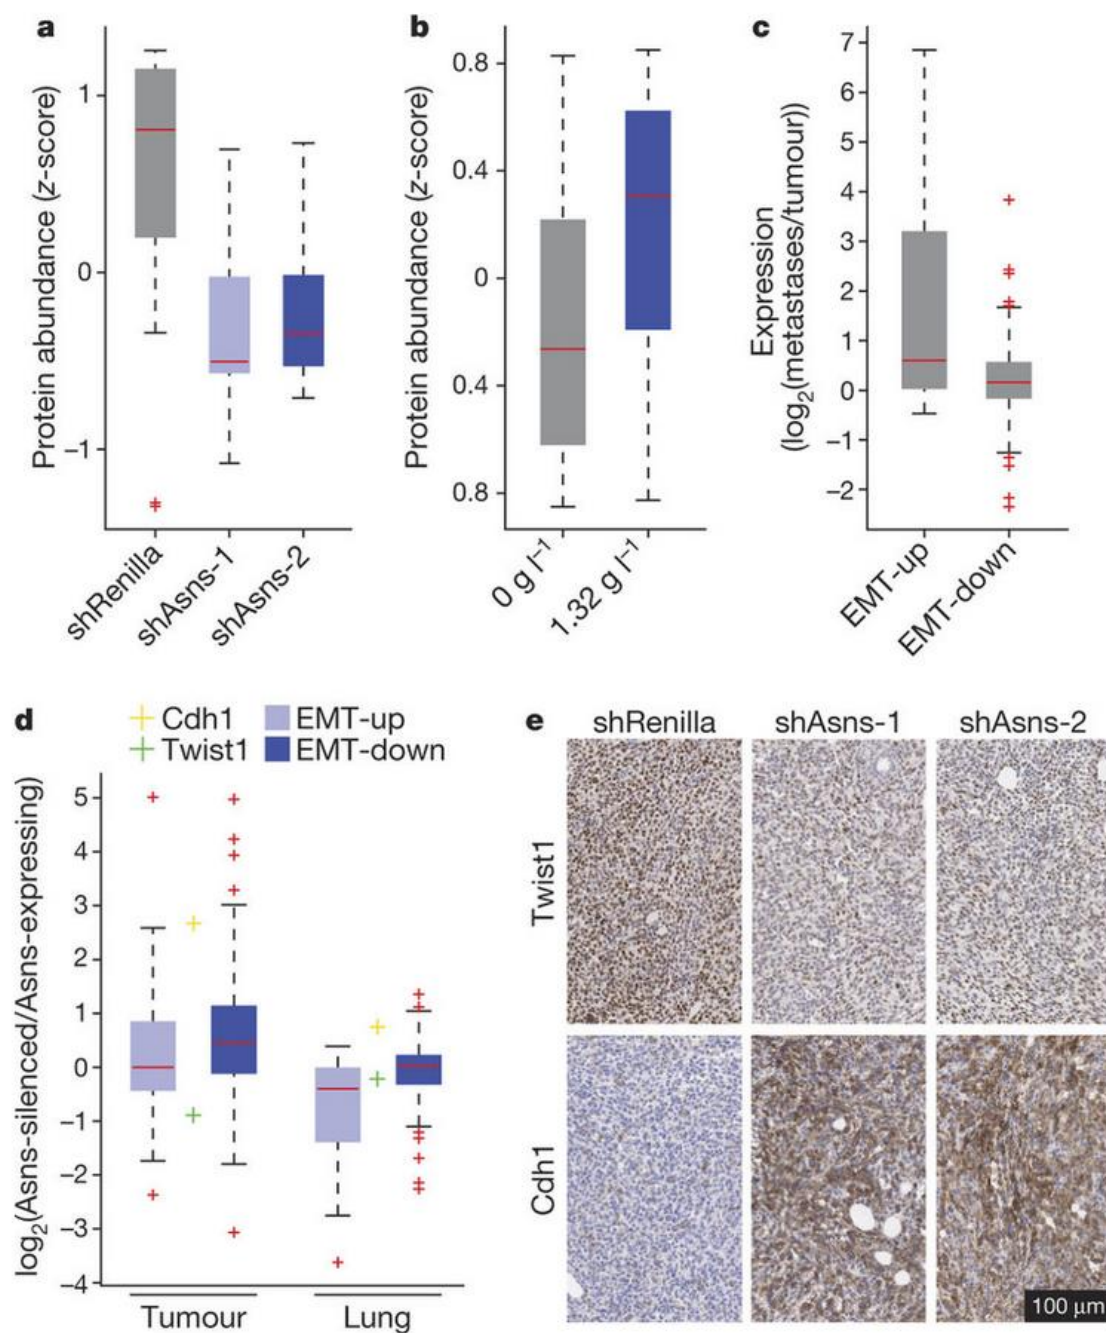 a
Protein abundance (z-score)
1
0
–1
shRenilla
shAsns-1
shAsns-2
b
Protein abundance (z-score)
0.8
0.4
0
0.4
0.8
0 g l⁻¹
1.32 g l⁻¹
c
Expression
(log₂(metastases/tumour))
7
6
5
4
3
2
1
0
–1
–2
EMT-up
EMT-down
d
Cdh1
EMT-up
Twist1
EMT-down
log₂(Asns-silenced/Asns-expressing)
5
4
3
2
1
0
–1
–2
–3
–4
Tumour
Lung
e
shRenilla
shAsns-1
shAsns-2
Twist1
Cdh1
100 μm